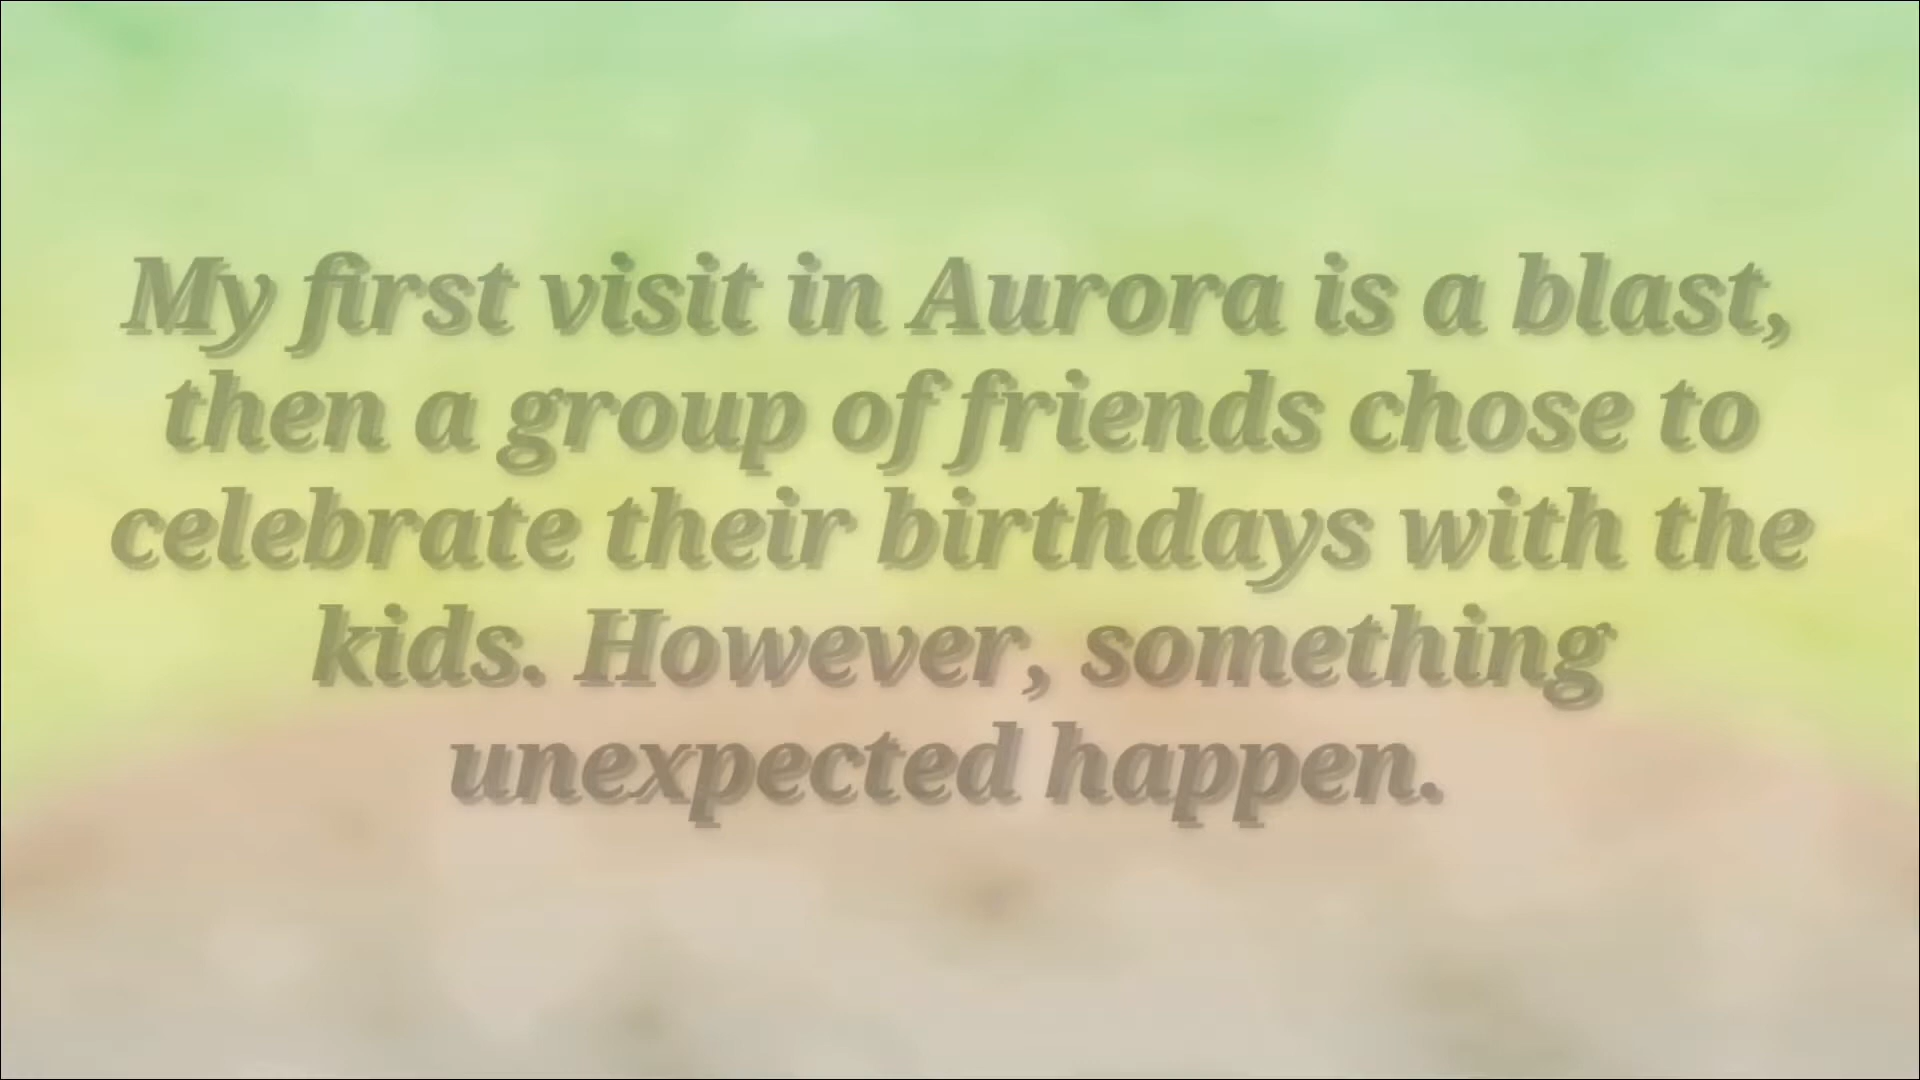 My first visit in Aurora is a blast,
then a group of friends chose to
celebrate their birthdays with the
kids. However, something
unexpected happen.